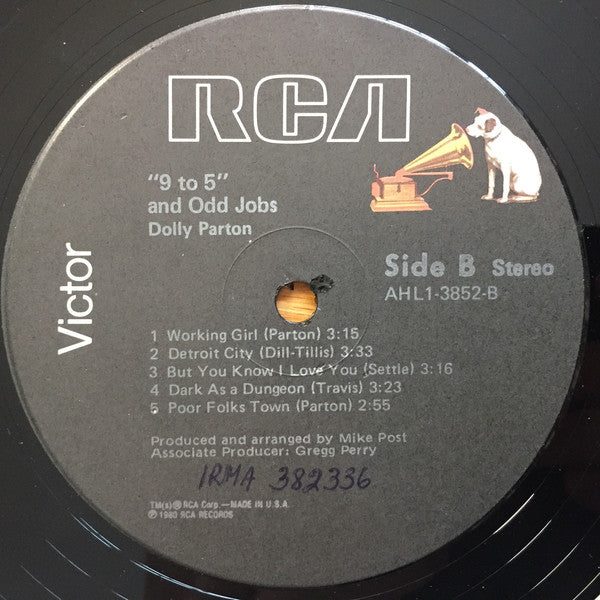 RCA
"9 to 5"
and Odd Jobs
Dolly Parton
Victor
Side B Stereo
AHL1-3852-B
1 Working Girl (Parton) 3:15
2 Detroit City (Dill-Tillis) 3:33
3 But You Know I Love You (Settle) 3:16
4 Dark As a Dungeon (Travis) 3:23
5 Poor Folks Town (Parton) 2:55
Produced and arranged by Mike Post
Associate Producer: Gregg Perry
IRMA 382336
TM(s) ® RCA Corp.—MADE IN U.S.A.
℗ 1980 RCA RECORDS